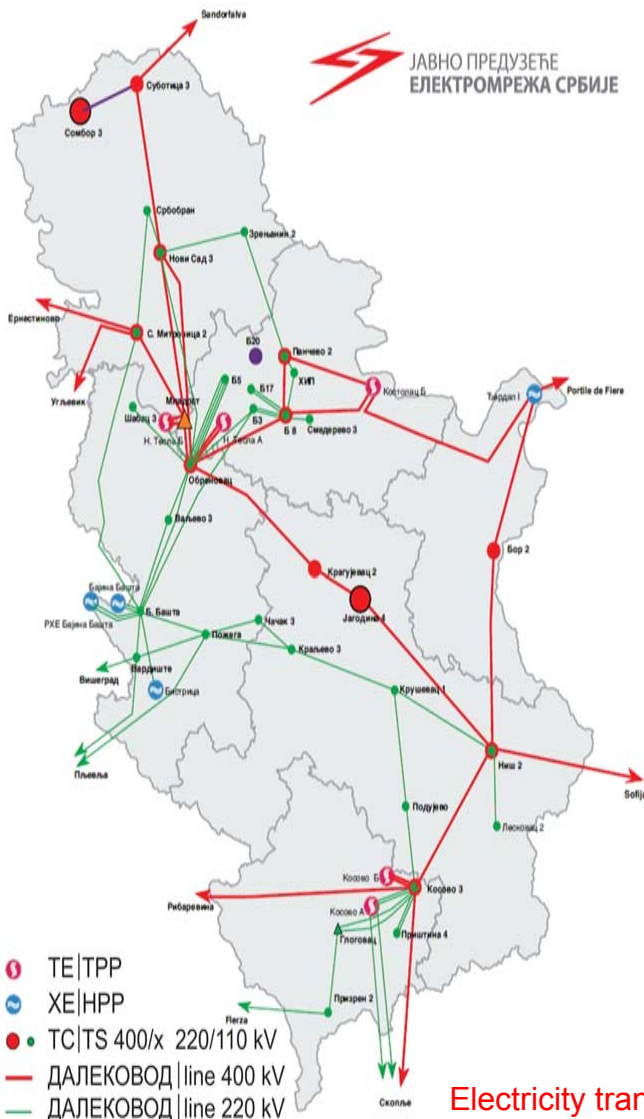 Sandorfalva
ЈАВНО ПРЕДУЗЕЋЕ
ЕЛЕКТРОМРЕЖА СРБИЈЕ
Суботица 3
Сомбор 3
Србобран
Зрењанин 2
Нови Сад 3
Ернестиново
С. Митровица 2
Б20
Панчево 2
Угљевик
Б5
Б17
ХИП
Костолац Б
Ђердап I
Portile de Fiere
Младост
Шабац 3
Б3
Б 8
Смедерево 3
Н. Тесла Б
Н. Тесла А
Обреновац
Ваљево 3
Бор 2
Крагујевац 2
Бајина Башта
Јагодина 4
РХЕ Бајина Башта
Б. Башта
Чачак 3
Пожега
Краљево 3
Вардиште
Вишеград
Бистрица
Крушевац 1
Пљевља
Ниш 2
Sofija
Подујево
Лесковац 2
Косово Б
Косово 3
Рибаревина
Косово А
Глоговац
Приштина 4
ТЕ|TPP
ХЕ|HPP
Призрен 2
Fierza
ТС|TS 400/x 220/110 kV
ДАЛЕКОВОД|line 400 kV
ДАЛЕКОВОД|line 220 kV
Скопље
Electricity tran